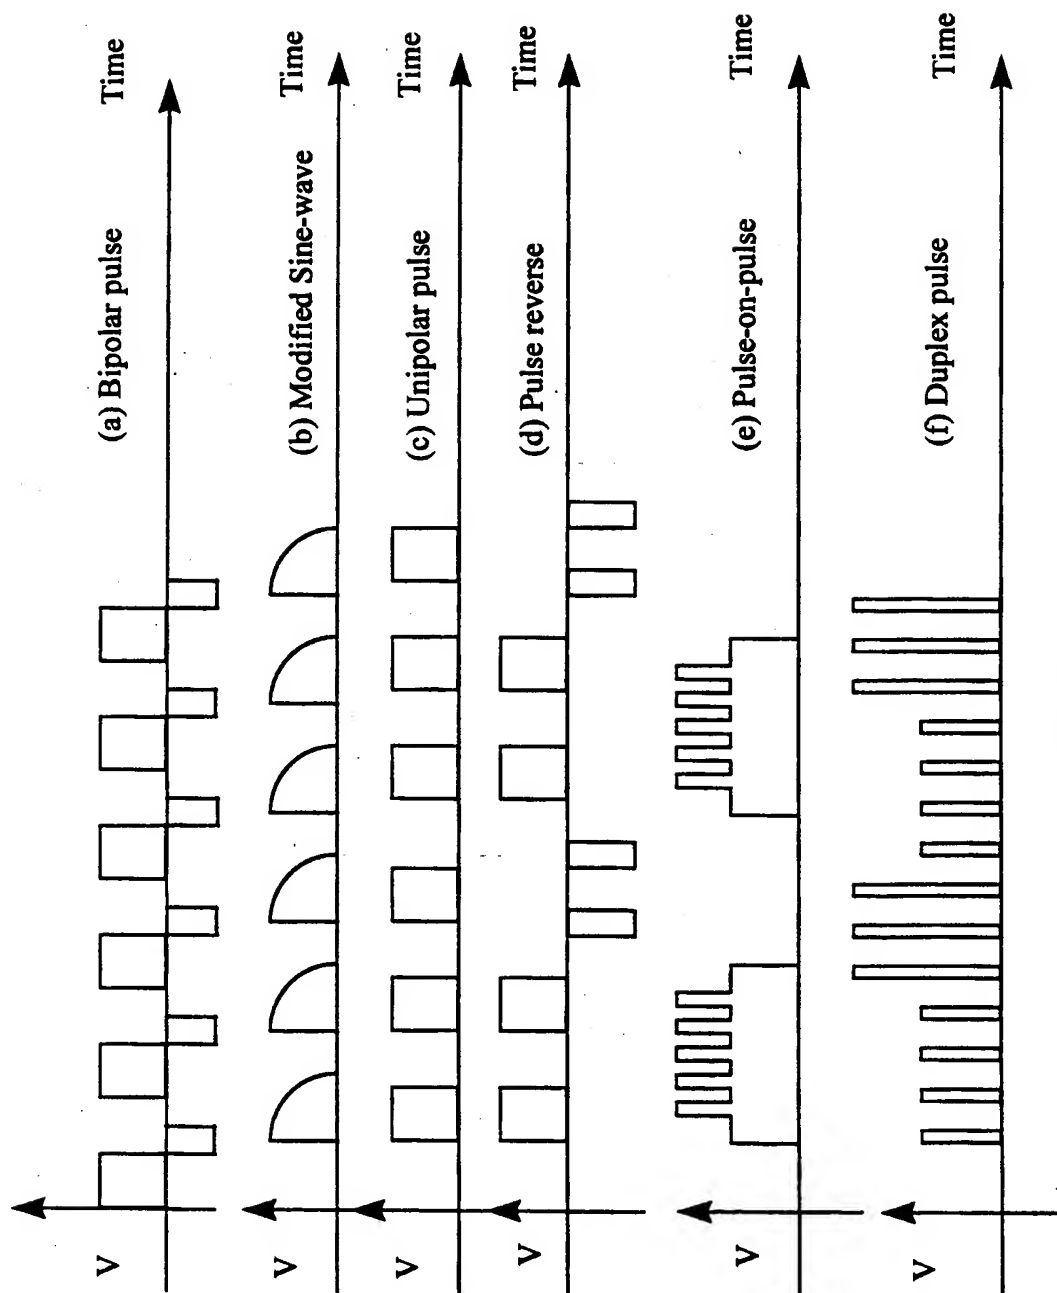 V
(a) Bipolar pulse
Time
V
(b) Modified Sine-wave
Time
V
(c) Unipolar pulse
Time
V
(d) Pulse reverse
Time
V
(e) Pulse-on-pulse
Time
V
(f) Duplex pulse
Time